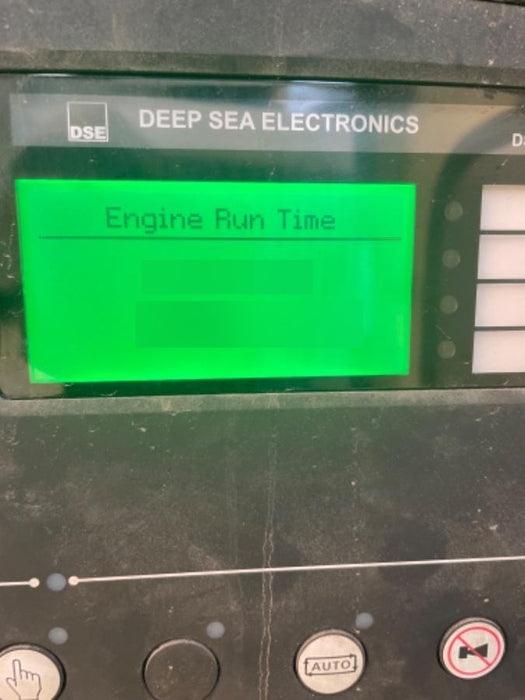 DSE
DEEP SEA ELECTRONICS
Engine Run Time
AUTO